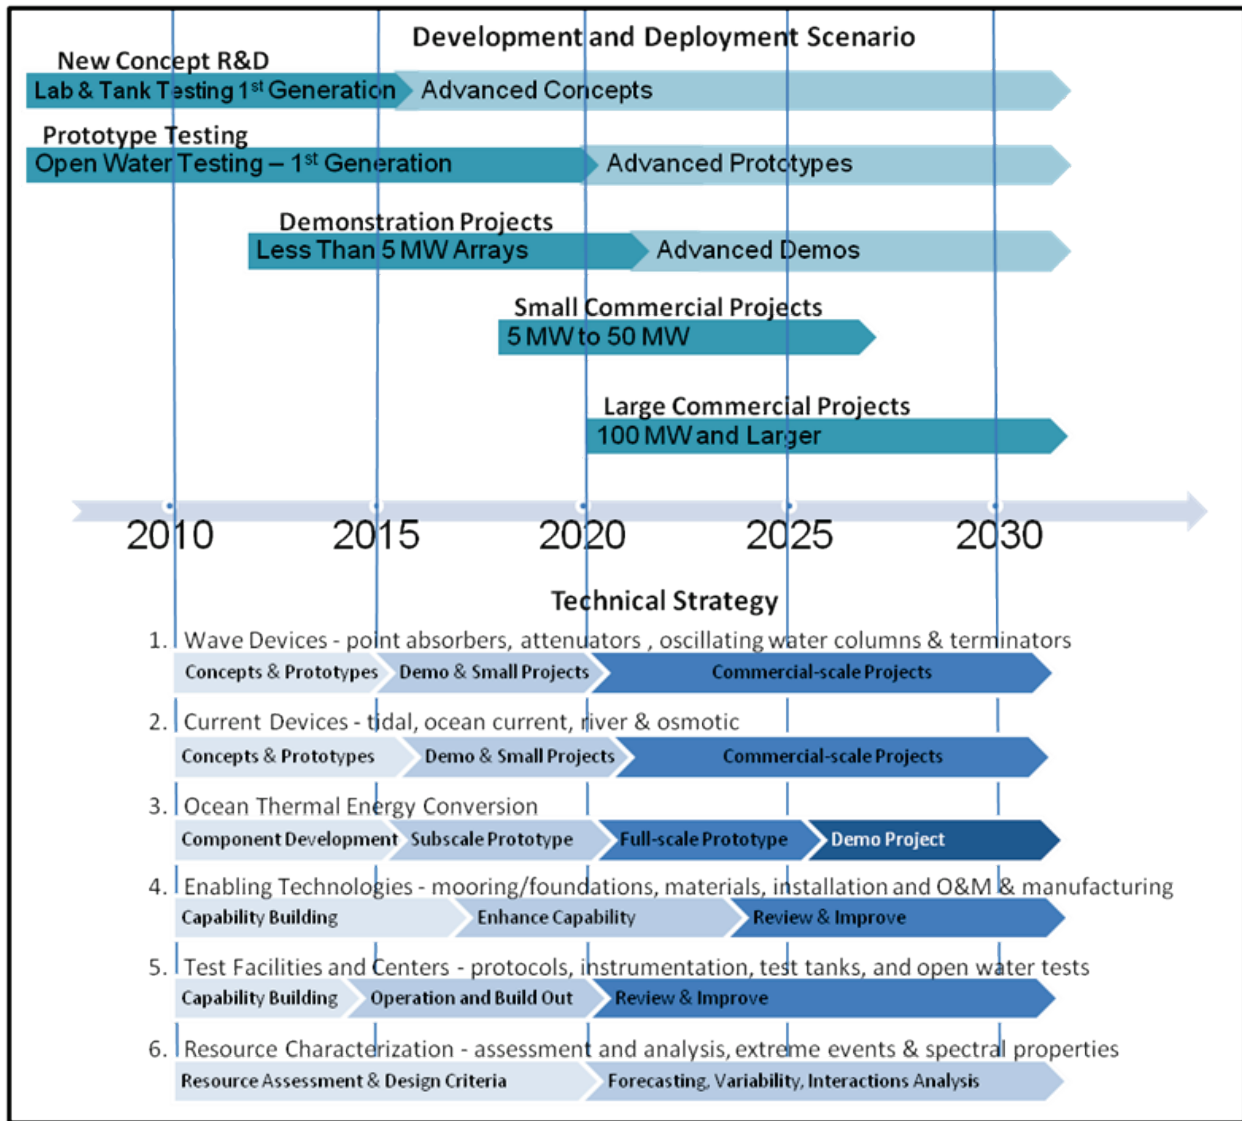 Development and Deployment Scenario
New Concept R&D
Lab & Tank Testing 1st Generation
Advanced Concepts
Prototype Testing
Open Water Testing – 1st Generation
Advanced Prototypes
Demonstration Projects
Less Than 5 MW Arrays
Advanced Demos
Small Commercial Projects
5 MW to 50 MW
Large Commercial Projects
100 MW and Larger
2010 2015 2020 2025 2030
Technical Strategy
1. Wave Devices - point absorbers, attenuators , oscillating water columns & terminators
Concepts & Prototypes Demo & Small Projects Commercial-scale Projects
2. Current Devices - tidal, ocean current, river & osmotic
Concepts & Prototypes Demo & Small Projects Commercial-scale Projects
3. Ocean Thermal Energy Conversion
Component Development Subscale Prototype Full-scale Prototype Demo Project
4. Enabling Technologies - mooring/foundations, materials, installation and O&M & manufacturing
Capability Building Enhance Capability Review & Improve
5. Test Facilities and Centers - protocols, instrumentation, test tanks, and open water tests
Capability Building Operation and Build Out Review & Improve
6. Resource Characterization - assessment and analysis, extreme events & spectral properties
Resource Assessment & Design Criteria Forecasting, Variability, Interactions Analysis